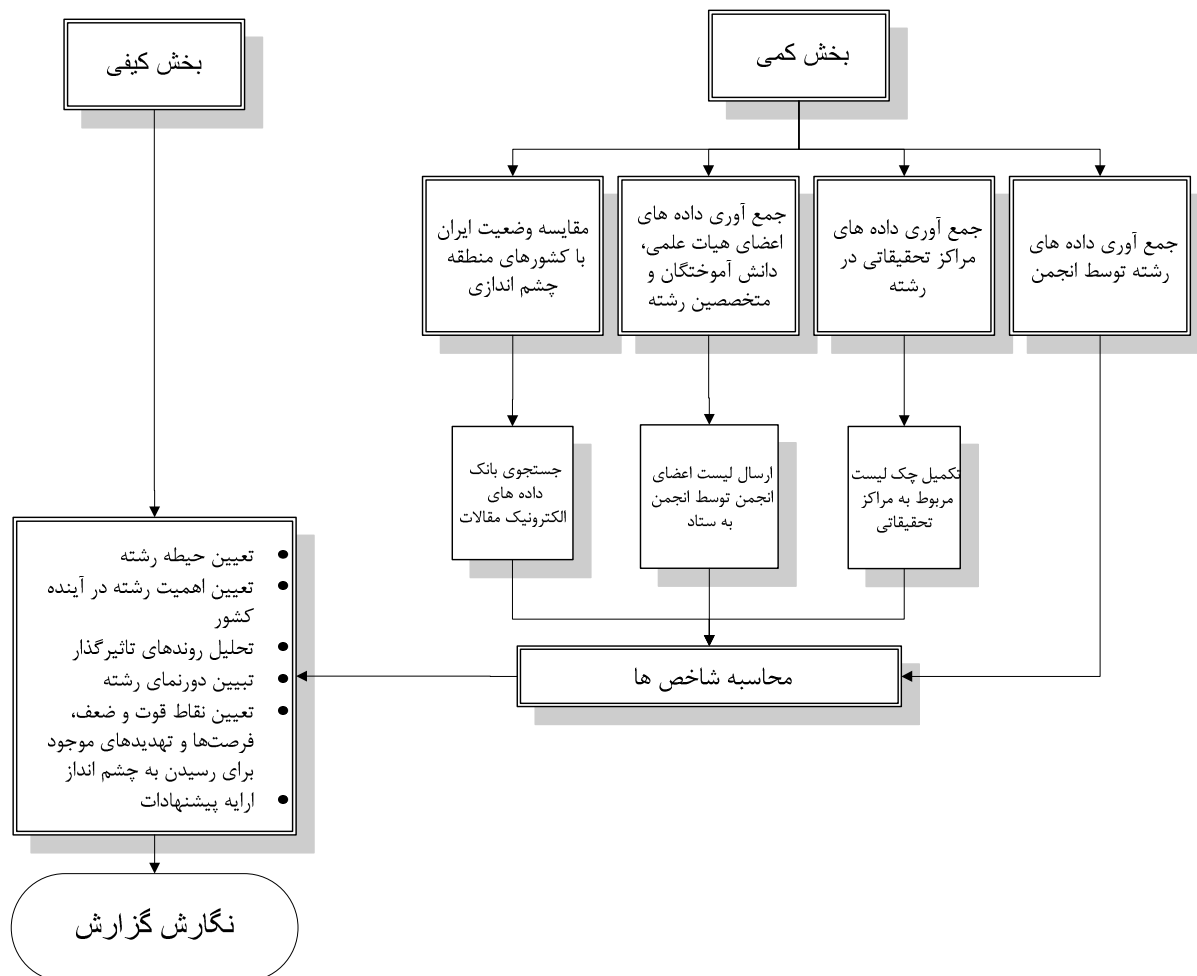 بخش کمی
بخش کیفی
جمع آوری داده های
رشته توسط انجمن
جمع آوری داده های
مراکز تحقیقاتی در
رشته
جمع آوری داده های
اعضای هیات علمی،
دانش آموختگان و
متخصصین رشته
مقایسه وضعیت ایران
با کشورهای منطقه
چشم اندازی
تکمیل چک لیست
مربوط به مراکز
تحقیقاتی
ارسال لیست اعضای
انجمن توسط انجمن
به ستاد
جستجوی بانک
داده های
الکترونیک مقالات
محاسبه شاخص ها
• تعیین حیطه رشته
• تعیین اهمیت رشته در آینده
کشور
• تحلیل روندهای تاثیرگذار
• تبیین دورنمای رشته
• تعیین نقاط قوت و ضعف،
فرصت‌ها و تهدیدهای موجود
برای رسیدن به چشم انداز
• ارایه پیشنهادات
نگارش گزارش